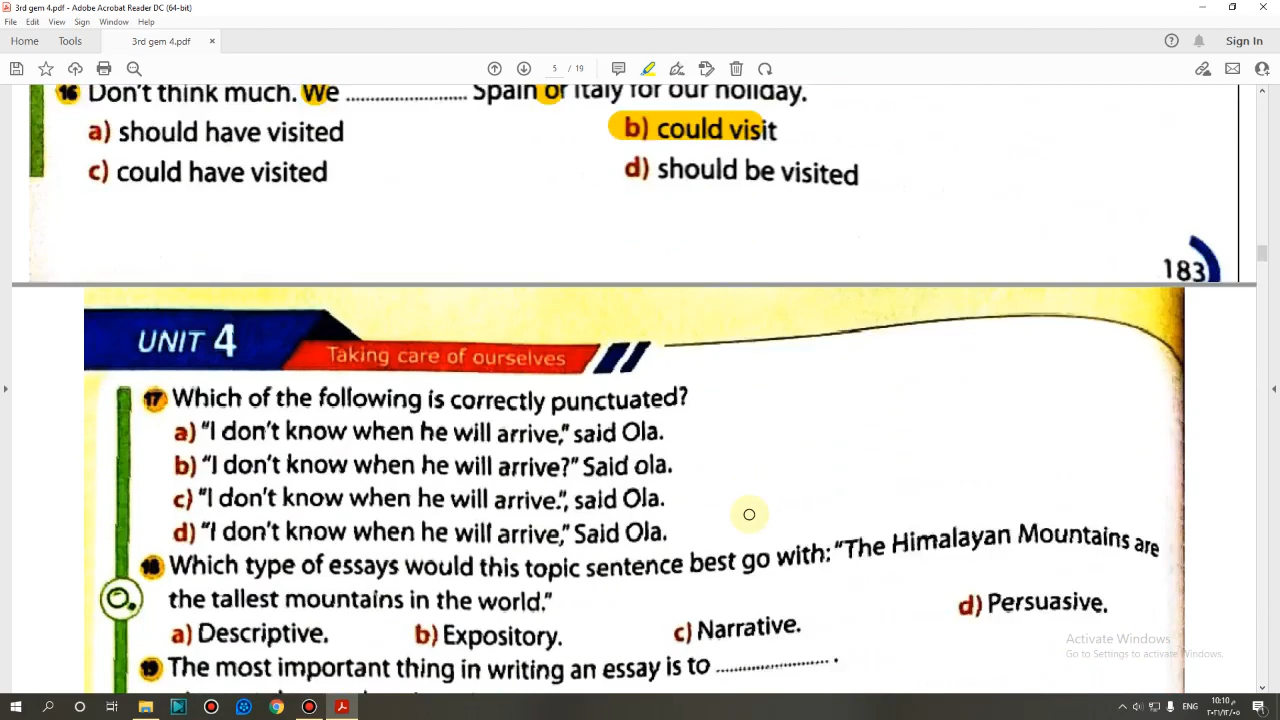 3rd gem 4.pdf - Adobe Acrobat Reader DC (64-bit)
File Edit View Sign Window Help
Home Tools 3rd gem 4.pdf × Sign In
5 / 19
16 Don't think much. We ........................ Spain or Italy for our holiday.
a) should have visited b) could visit
c) could have visited d) should be visited
183
UNIT 4
Taking care of ourselves
17 Which of the following is correctly punctuated?
a) "I don't know when he will arrive," said Ola.
b) "I don't know when he will arrive?" Said ola.
c) "I don't know when he will arrive.", said Ola.
d) "I don't know when he will arrive," Said Ola.
18 Which type of essays would this topic sentence best go with: "The Himalayan Mountains are
the tallest mountains in the world."
a) Descriptive. b) Expository. c) Narrative. d) Persuasive.
19 The most important thing in writing an essay is to ........................ .
Activate Windows
Go to Settings to activate Windows.
ENG
10:10 م